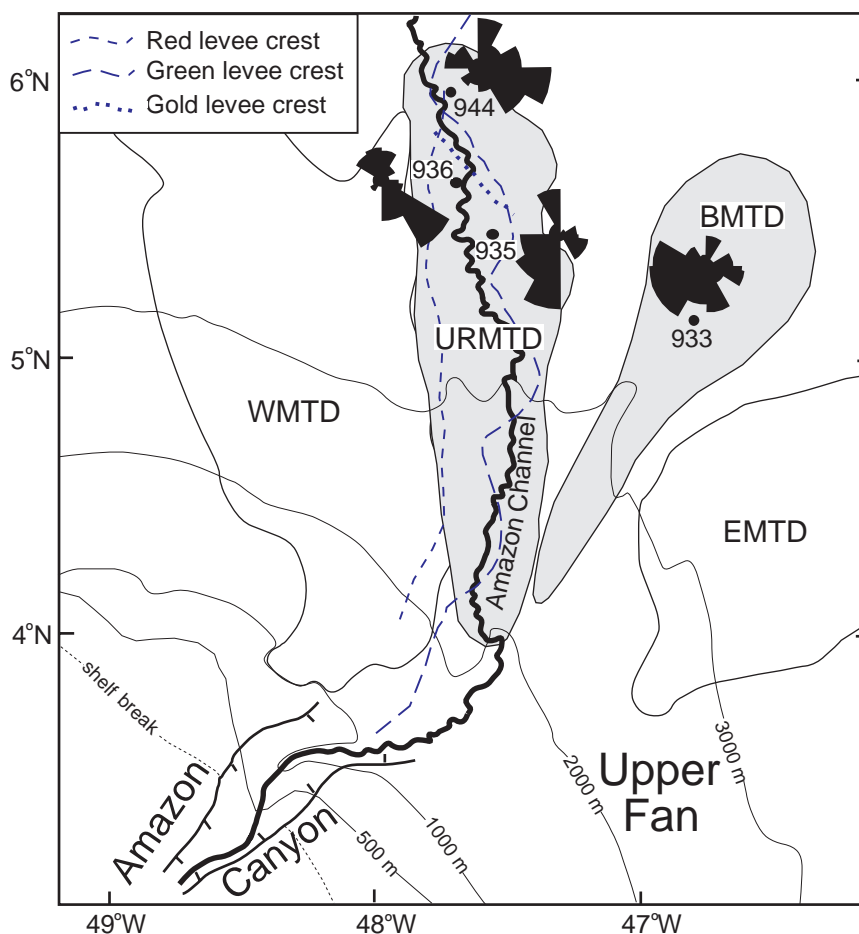 Red levee crest
Green levee crest
Gold levee crest
6°N
944
936
935
BMTD
933
URMTD
5°N
WMTD
Amazon Channel
EMTD
4°N
shelf break
3000 m
2000 m
Upper
Fan
1000 m
500 m
Amazon
Canyon
49°W
48°W
47°W